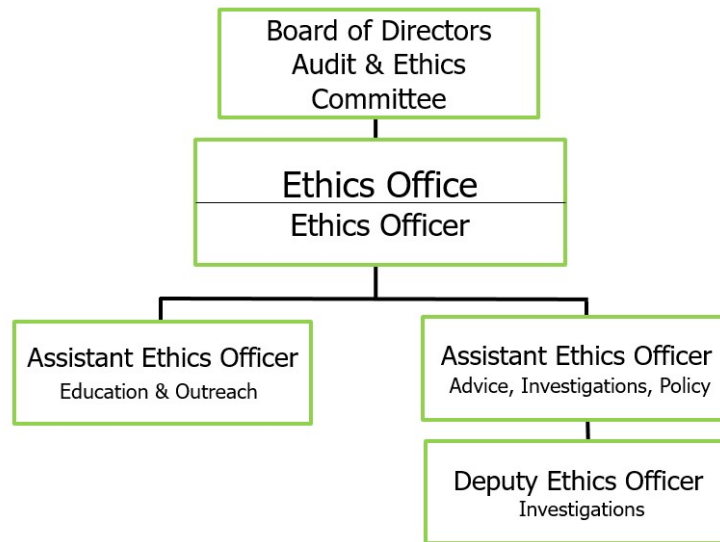 Board of Directors
Audit & Ethics
Committee
Ethics Office
Ethics Officer
Assistant Ethics Officer
Education & Outreach
Assistant Ethics Officer
Advice, Investigations, Policy
Deputy Ethics Officer
Investigations